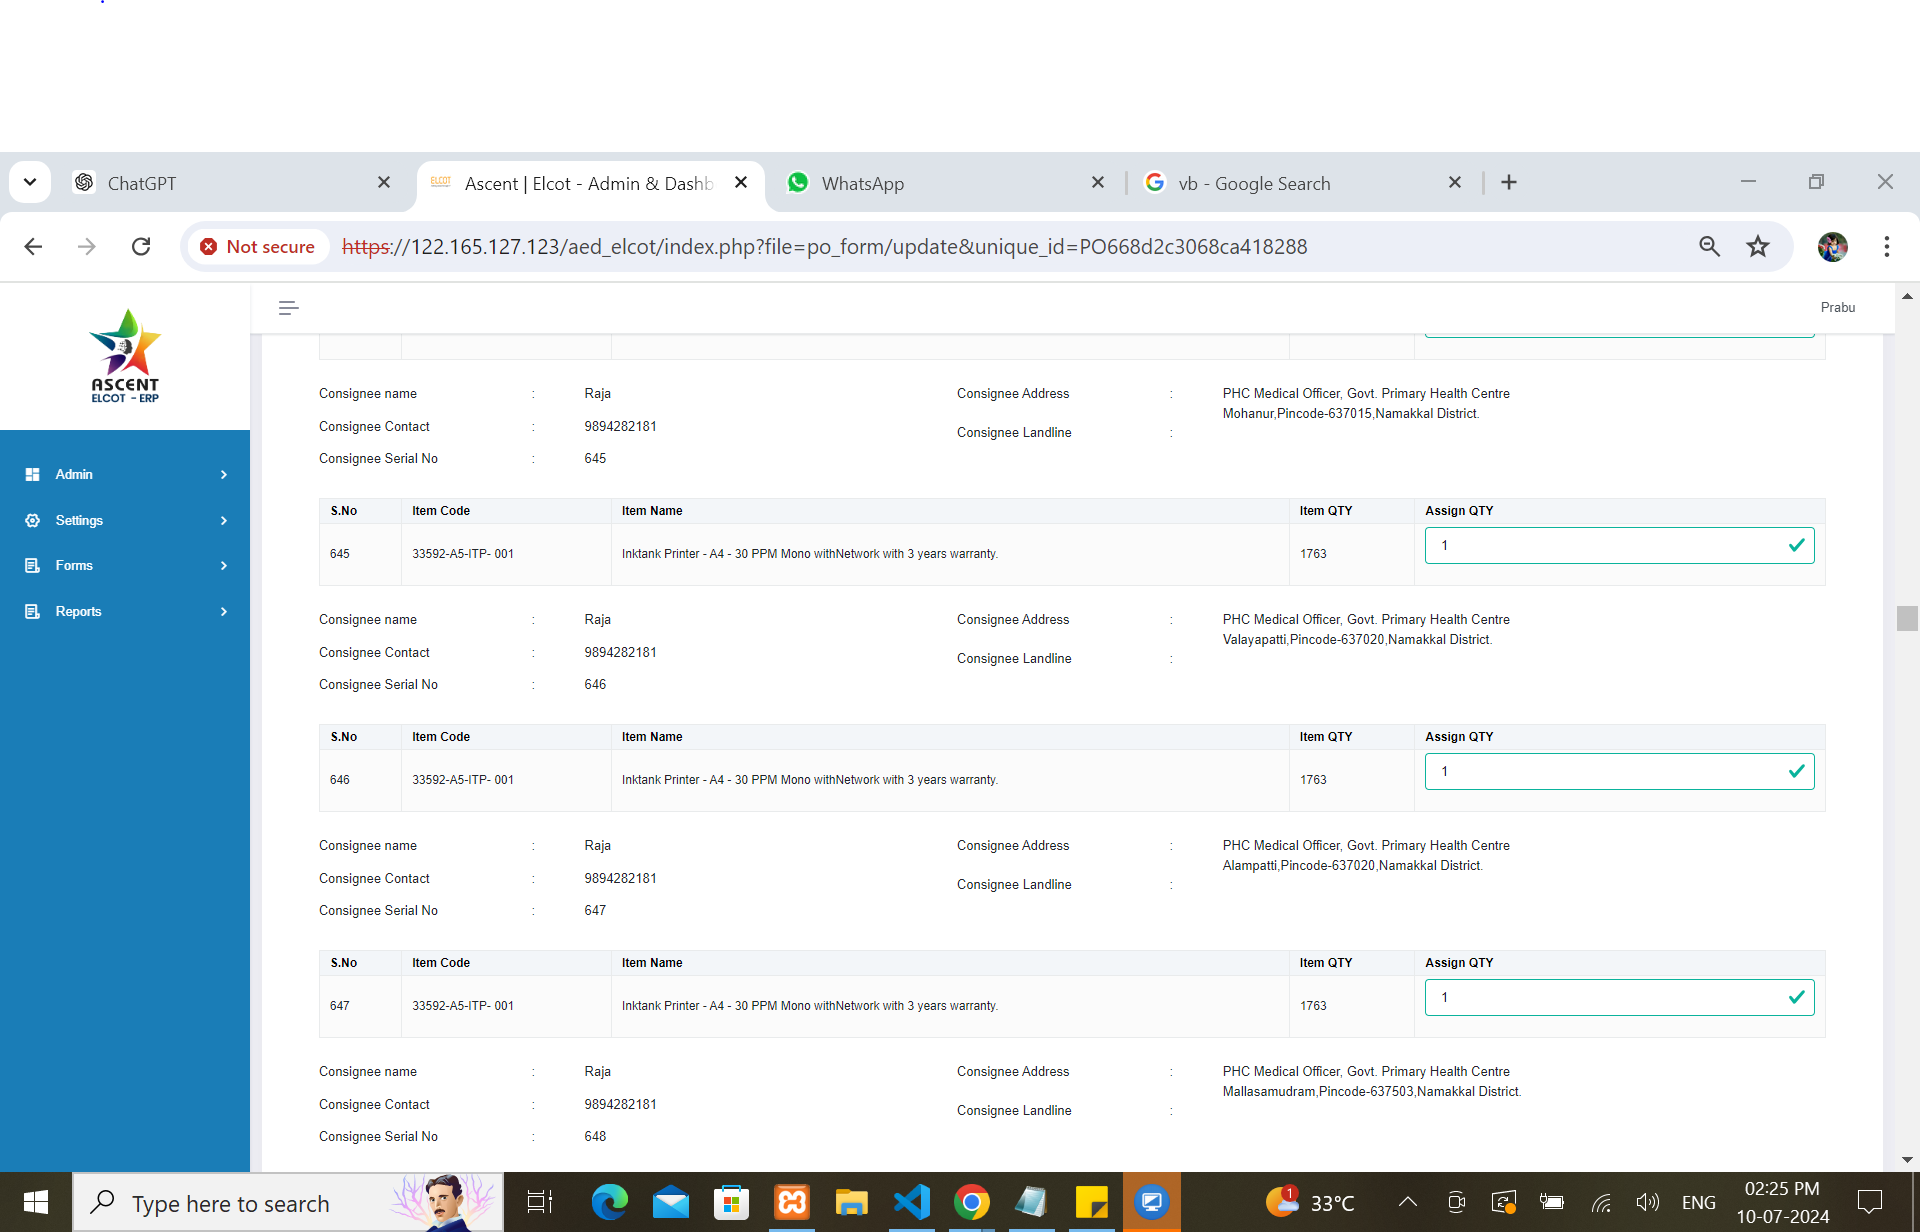 ChatGPT
ELCOT Ascent | Elcot - Admin & Dashb
WhatsApp
vb - Google Search
Not secure https://122.165.127.123/aed_elcot/index.php?file=po_form/update&unique_id=PO668d2c3068ca418288
ASCENT
ELCOT - ERP
Prabu
Admin
Settings
Forms
Reports
Consignee name : Raja Consignee Address : PHC Medical Officer, Govt. Primary Health Centre
Mohanur,Pincode-637015,Namakkal District.
Consignee Contact : 9894282181 Consignee Landline :
Consignee Serial No : 645
S.No Item Code Item Name Item QTY Assign QTY
645 33592-A5-ITP- 001 Inktank Printer - A4 - 30 PPM Mono withNetwork with 3 years warranty. 1763 1
Consignee name : Raja Consignee Address : PHC Medical Officer, Govt. Primary Health Centre
Valayapatti,Pincode-637020,Namakkal District.
Consignee Contact : 9894282181 Consignee Landline :
Consignee Serial No : 646
S.No Item Code Item Name Item QTY Assign QTY
646 33592-A5-ITP- 001 Inktank Printer - A4 - 30 PPM Mono withNetwork with 3 years warranty. 1763 1
Consignee name : Raja Consignee Address : PHC Medical Officer, Govt. Primary Health Centre
Alampatti,Pincode-637020,Namakkal District.
Consignee Contact : 9894282181 Consignee Landline :
Consignee Serial No : 647
S.No Item Code Item Name Item QTY Assign QTY
647 33592-A5-ITP- 001 Inktank Printer - A4 - 30 PPM Mono withNetwork with 3 years warranty. 1763 1
Consignee name : Raja Consignee Address : PHC Medical Officer, Govt. Primary Health Centre
Mallasamudram,Pincode-637503,Namakkal District.
Consignee Contact : 9894282181 Consignee Landline :
Consignee Serial No : 648
Type here to search
1
33°C
ENG
02:25 PM
10-07-2024